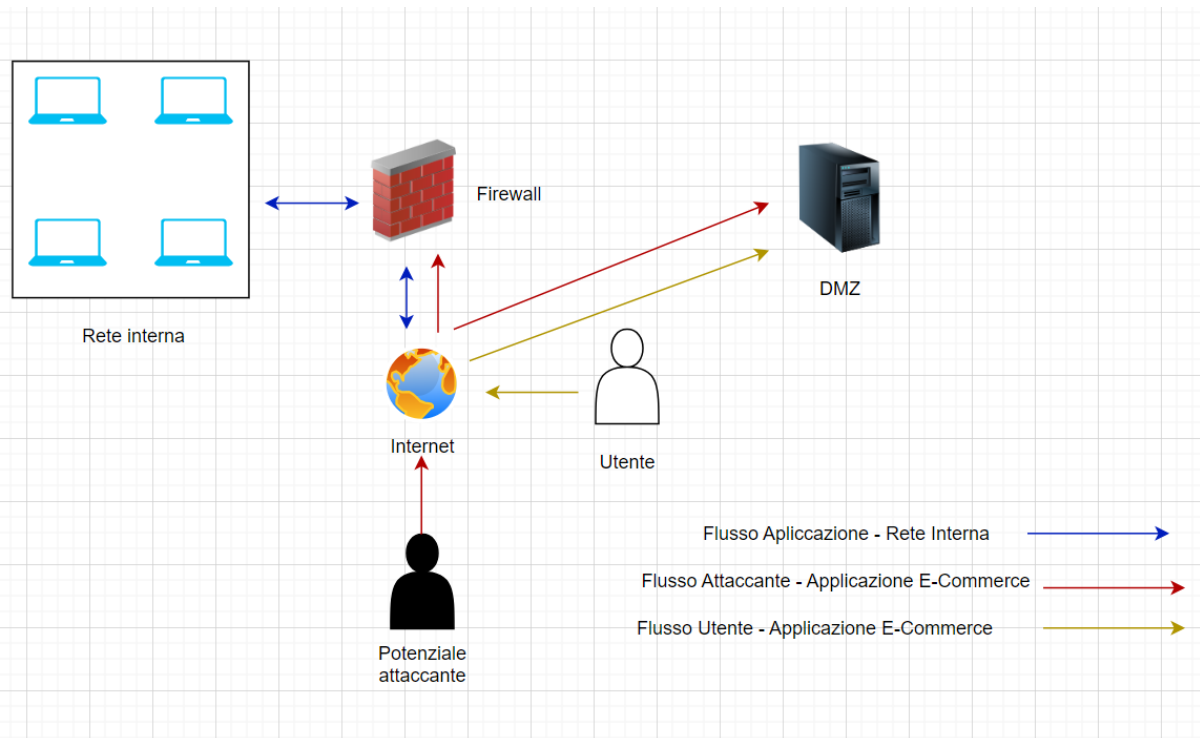 Firewall
DMZ
Rete interna
Internet
Utente
Flusso Apliccazione - Rete Interna
Flusso Attaccante - Applicazione E-Commerce
Flusso Utente - Applicazione E-Commerce
Potenziale
attaccante